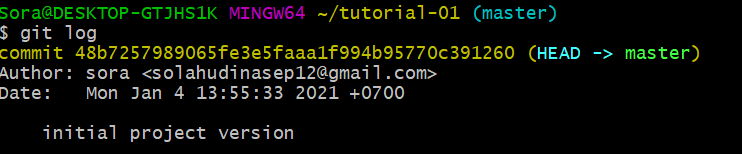 Sora@DESKTOP-GTJHS1K MINGW64 ~/tutorial-01 (master)
$ git log
commit 48b7257989065fe3e5faaa1f994b95770c391260 (HEAD -> master)
Author: sora <solahudinasep12@gmail.com>
Date:   Mon Jan 4 13:55:33 2021 +0700
    initial project version